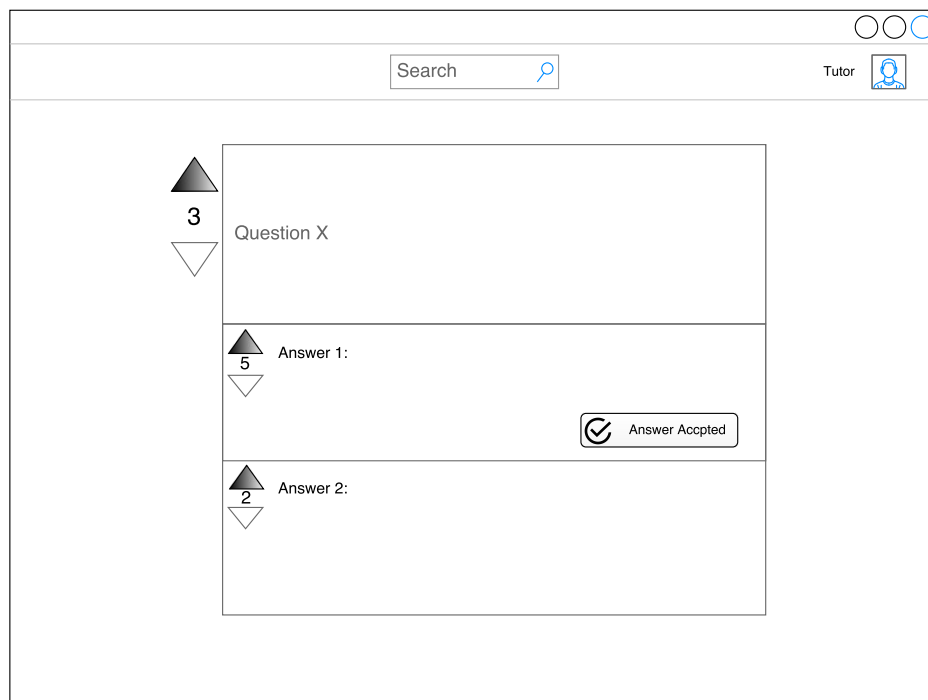 Search
Tutor
3
Question X
5
Answer 1:
Answer Accpted
2
Answer 2: